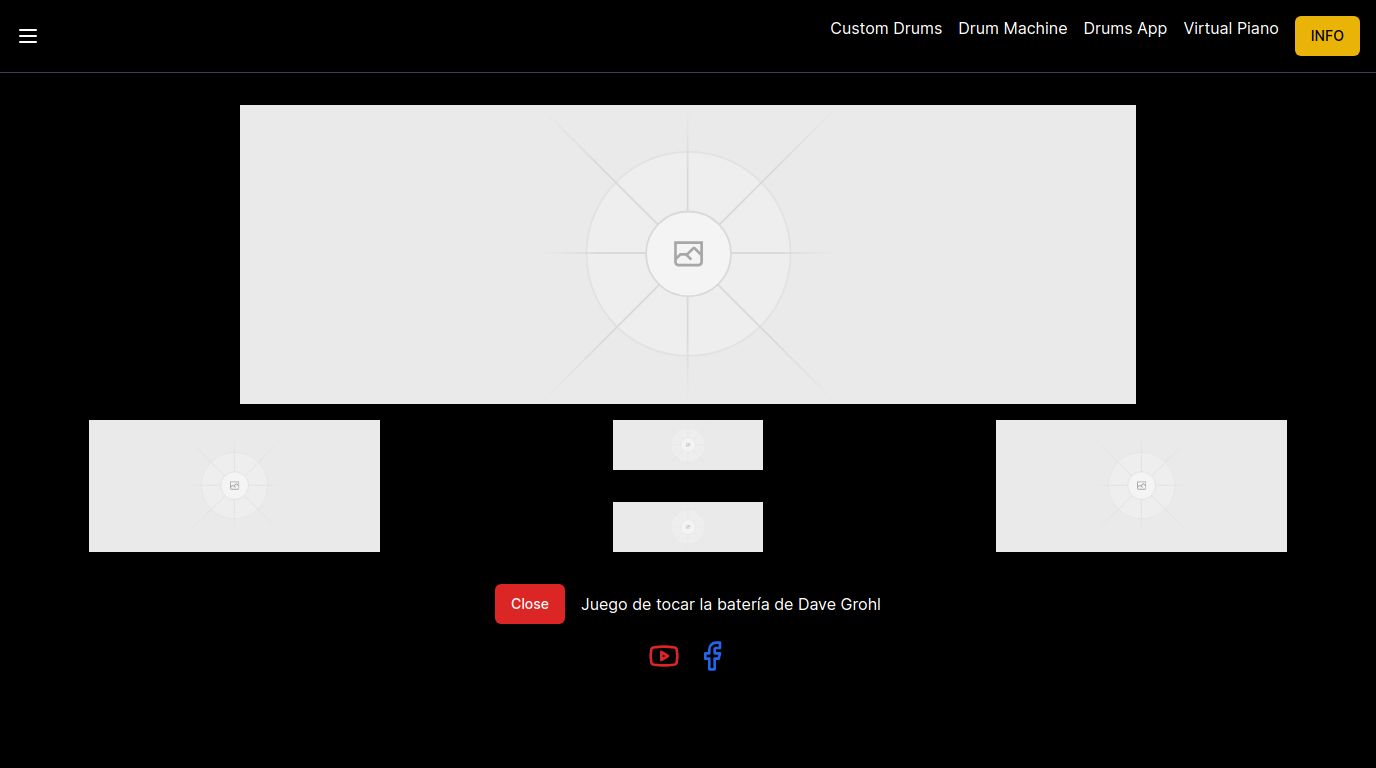 Custom Drums Drum Machine Drums App Virtual Piano INFO
Close Juego de tocar la batería de Dave Grohl